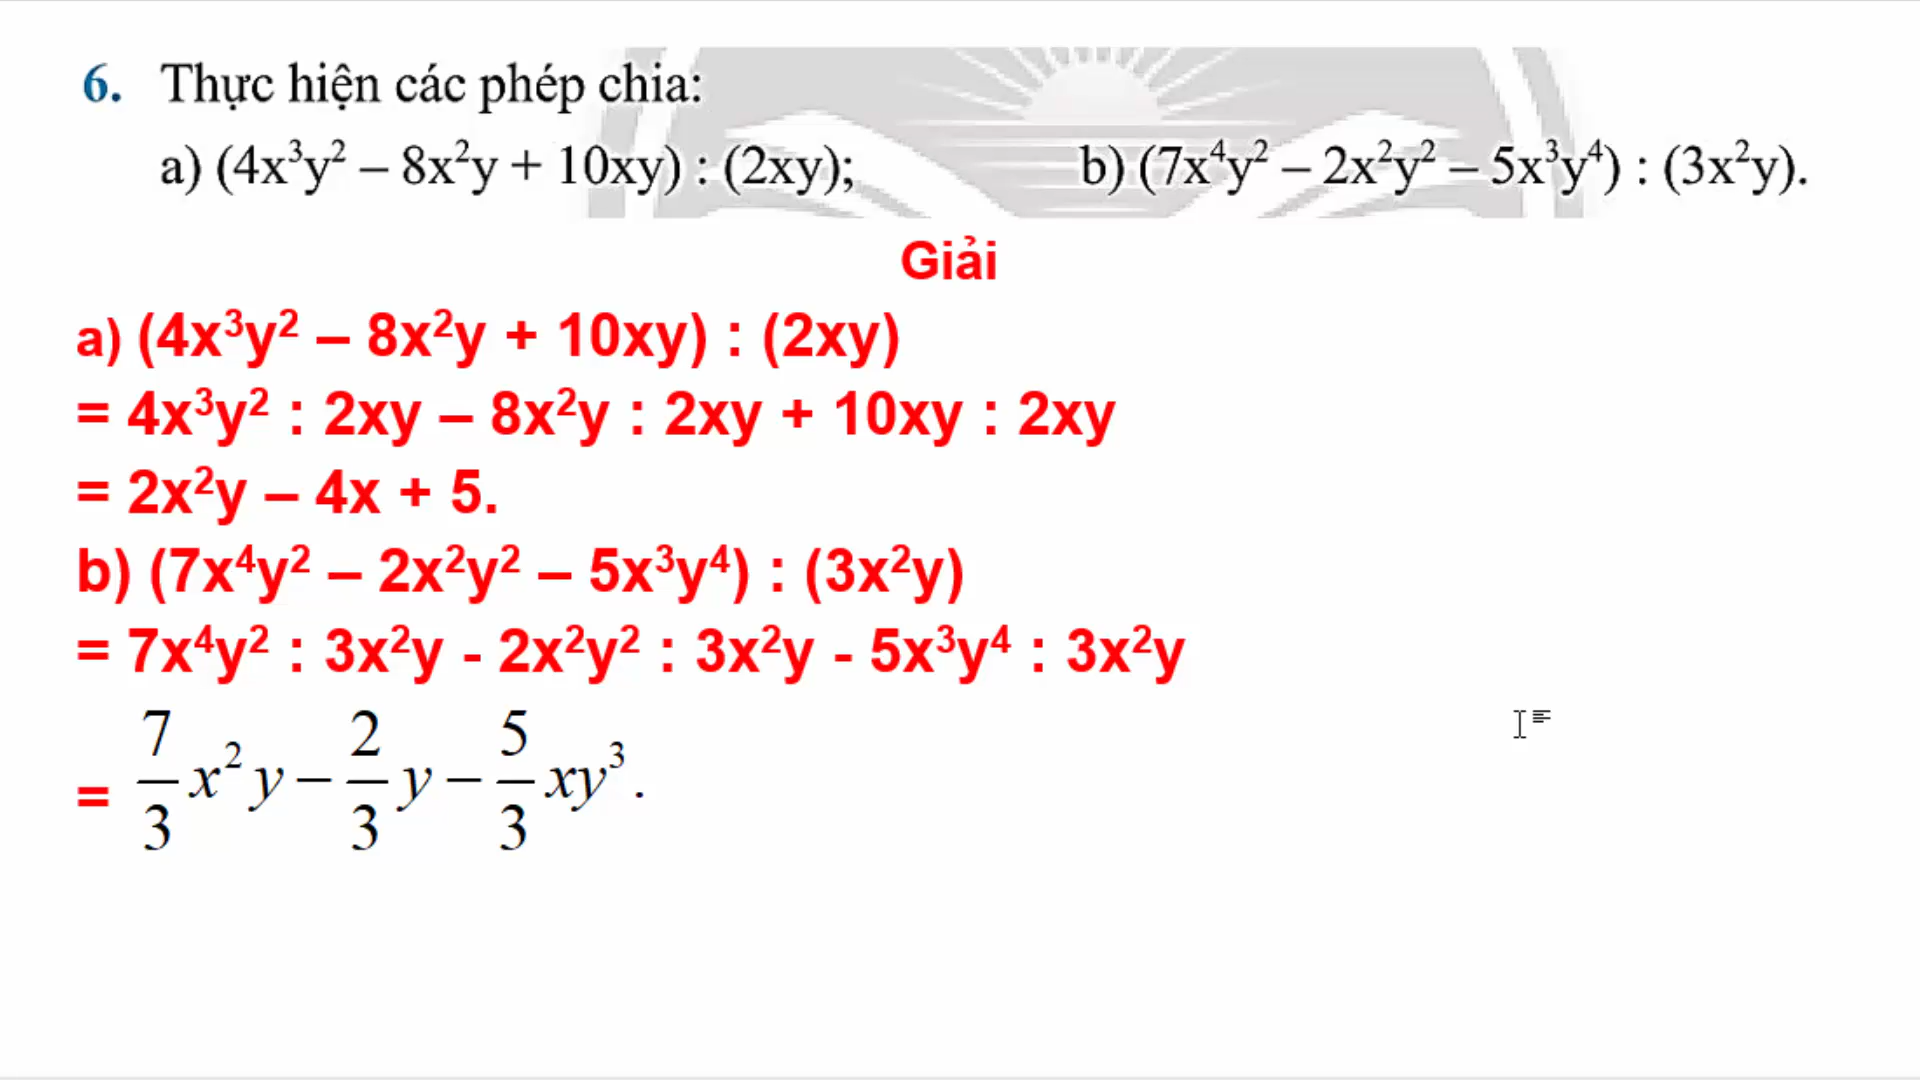 6. Thực hiện các phép chia:
a) (4x³y² – 8x²y + 10xy) : (2xy); b) (7x⁴y² – 2x²y² – 5x³y⁴) : (3x²y).
Giải
a) (4x³y² – 8x²y + 10xy) : (2xy)
= 4x³y² : 2xy – 8x²y : 2xy + 10xy : 2xy
= 2x²y – 4x + 5.
b) (7x⁴y² – 2x²y² – 5x³y⁴) : (3x²y)
= 7x⁴y² : 3x²y - 2x²y² : 3x²y - 5x³y⁴ : 3x²y
= 7/3 x²y – 2/3 y – 5/3 xy³.